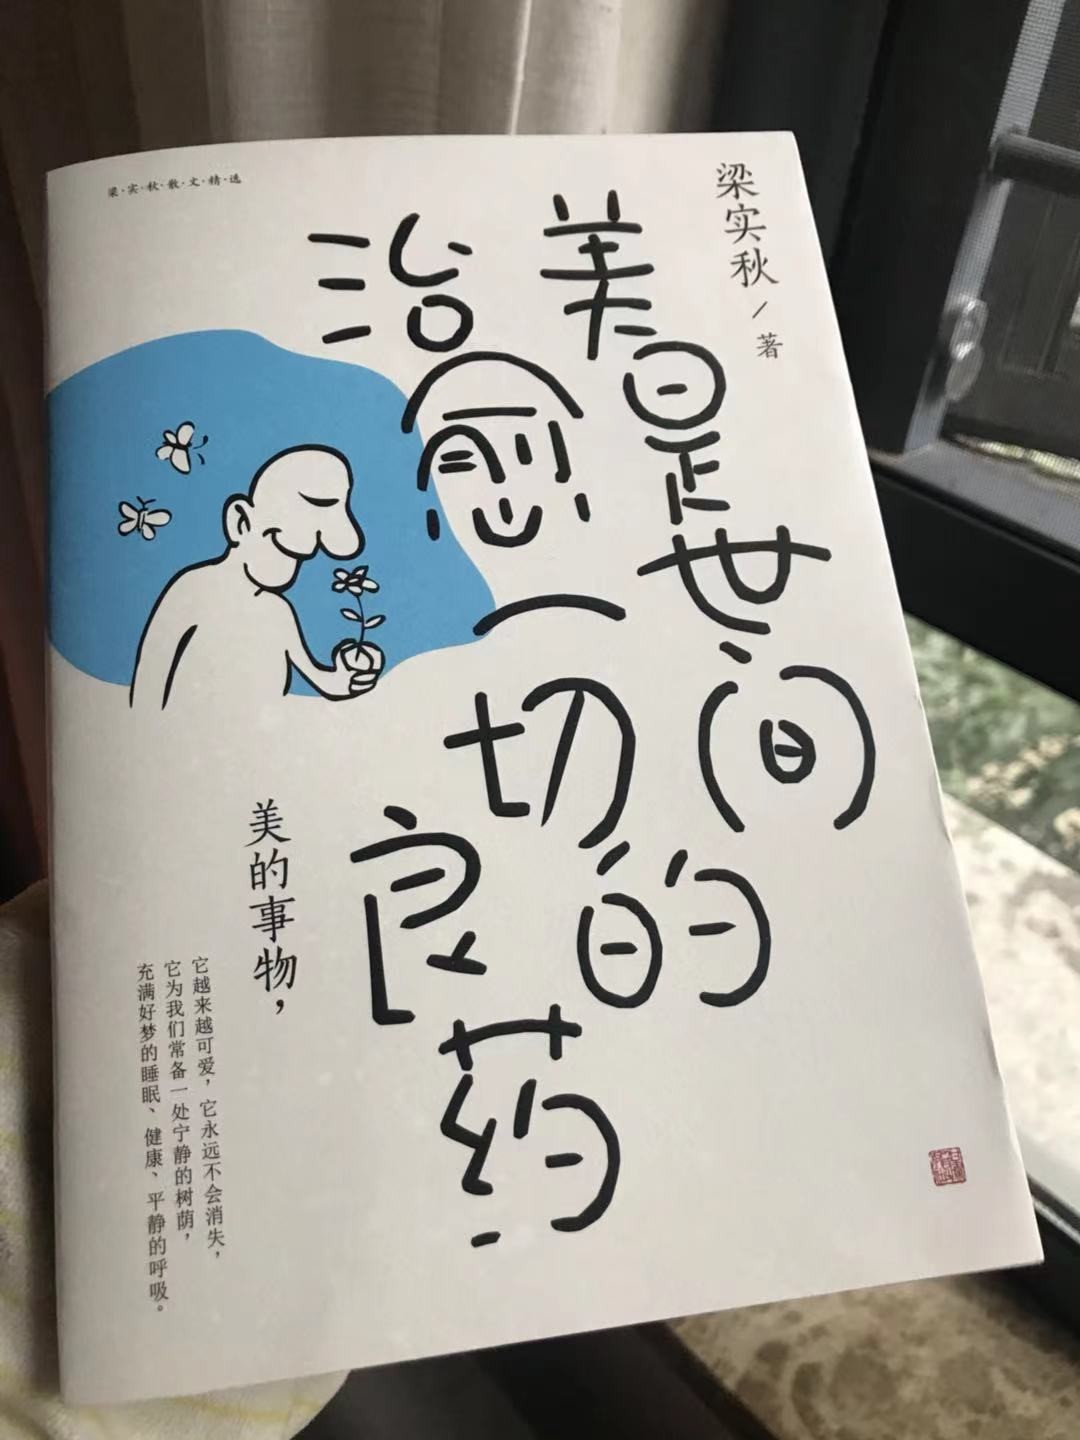 梁·实·秋·散·文·精·选
梁实秋/著
美是世间
治愈一切的
良药
美的事物，
它越来越可爱，它永远不会消失，
它为我们常备一处宁静的树荫，
充满好梦的睡眠、健康、平静的呼吸。